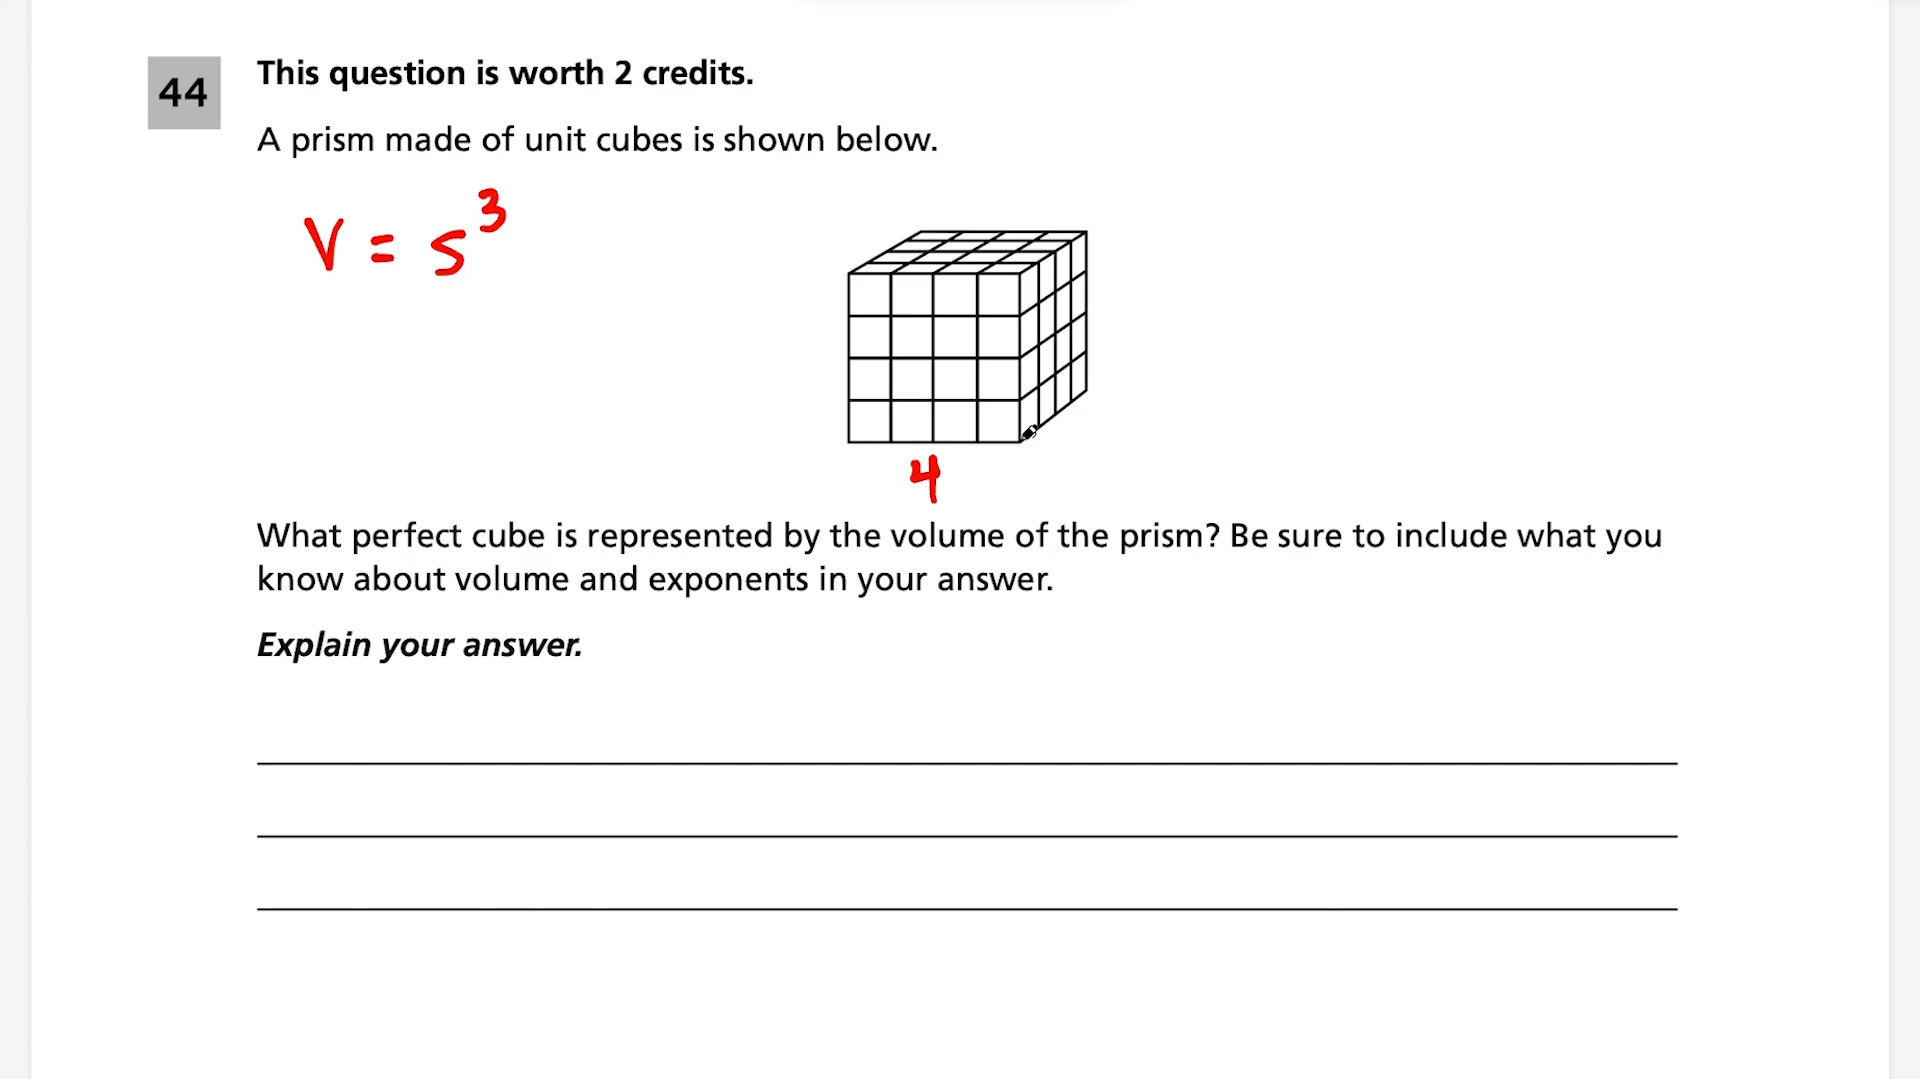 44
This question is worth 2 credits.
A prism made of unit cubes is shown below.
V = s³
4
What perfect cube is represented by the volume of the prism? Be sure to include what you
know about volume and exponents in your answer.
Explain your answer.